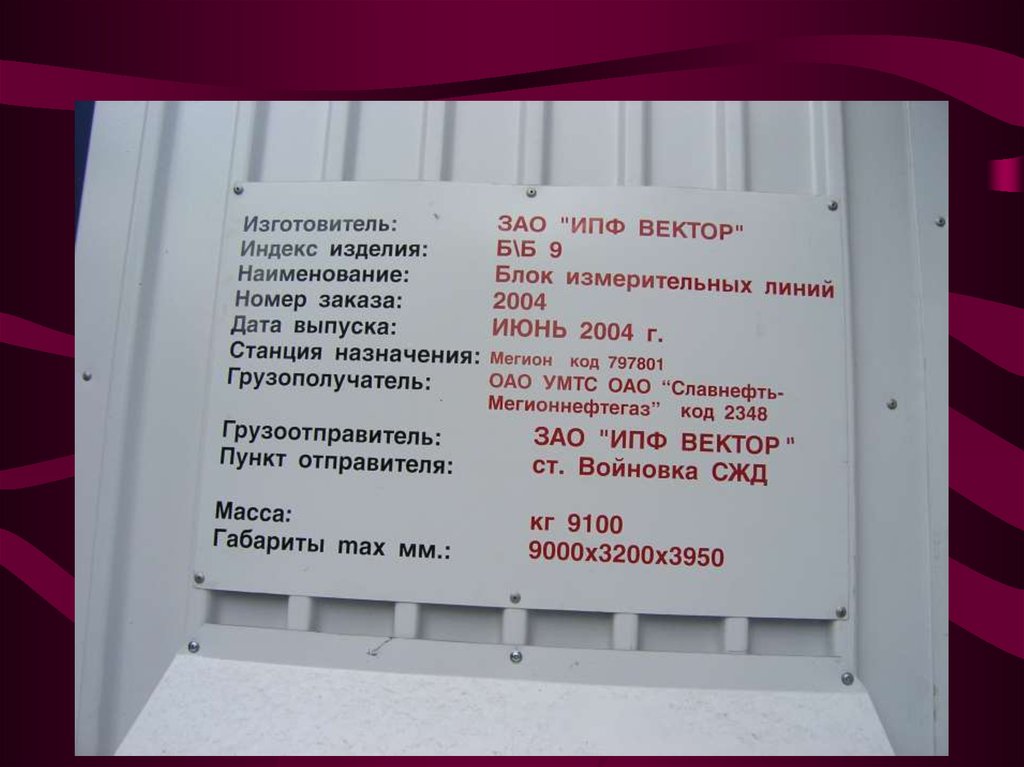 Изготовитель: ЗАО "ИПФ ВЕКТОР"
Индекс изделия: Б\Б 9
Наименование: Блок измерительных линий
Номер заказа: 2004
Дата выпуска: ИЮНЬ 2004 г.
Станция назначения: Мегион код 797801
Грузополучатель: ОАО УМТС ОАО “Славнефть-
Мегионнефтегаз” код 2348
Грузоотправитель: ЗАО "ИПФ ВЕКТОР"
Пункт отправителя: ст. Войновка СЖД
Масса: кг 9100
Габариты max мм.: 9000х3200х3950